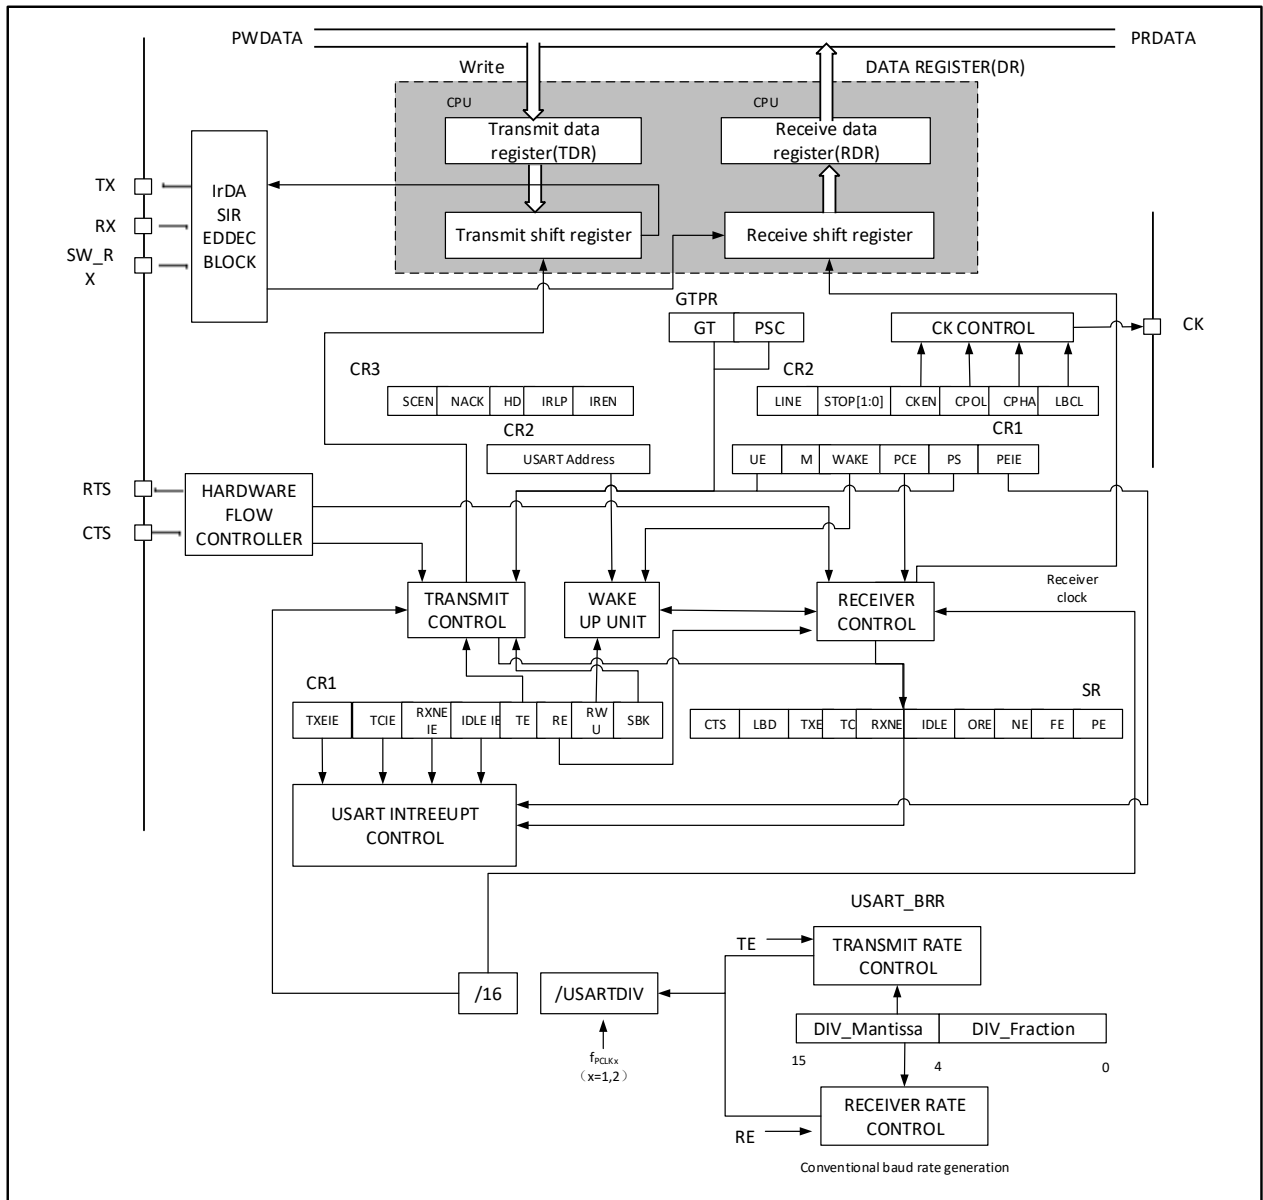 PWDATA
PRDATA
Write
DATA REGISTER(DR)
CPU
CPU
Transmit data
register(TDR)
Receive data
register(RDR)
TX
RX
SW_R
X
IrDA
SIR
EDDEC
BLOCK
Transmit shift register
Receive shift register
GTPR
GT
PSC
CK CONTROL
CK
CR3
CR2
SCEN
NACK
HD
IRLP
IREN
LINE
STOP[1:0]
CKEN
CPOL
CPHA
LBCL
CR2
CR1
USART Address
UE
M
WAKE
PCE
PS
PEIE
RTS
CTS
HARDWARE
FLOW
CONTROLLER
TRANSMIT
CONTROL
WAKE
UP UNIT
RECEIVER
CONTROL
Receiver
clock
CR1
SR
TXEIE
TCIE
RXNE
IE
IDLE IE
TE
RE
RW
U
SBK
CTS
LBD
TXE
TC
RXNE
IDLE
ORE
NE
FE
PE
USART INTREEUPT
CONTROL
USART_BRR
TE
TRANSMIT RATE
CONTROL
/16
/USARTDIV
DIV_Mantissa
DIV_Fraction
15
4
0
fPCLKx
（x=1,2）
RECEIVER RATE
CONTROL
RE
Conventional baud rate generation